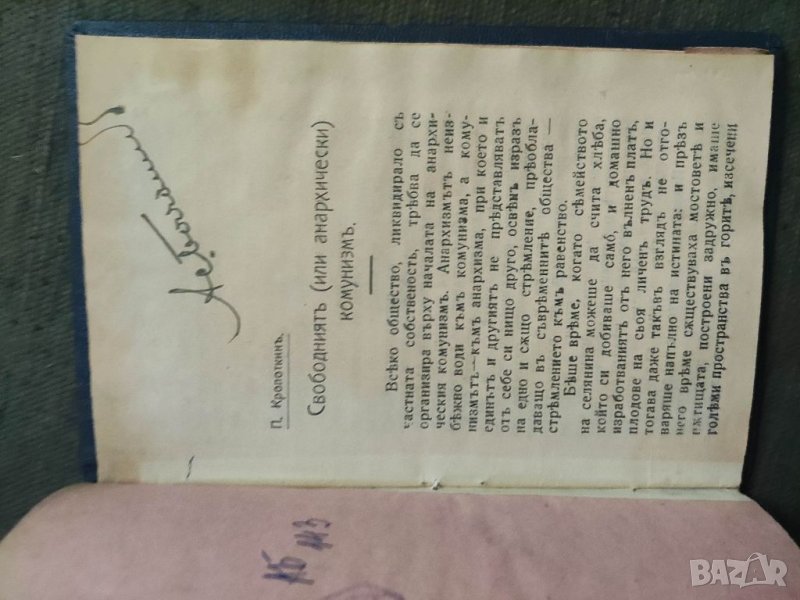 П. Кропоткинъ.
Свободниятъ (или анархически)
комунизмъ.
Всѣко общество, ликвидирало съ
частната собственость, трѣбва да се
организира върху началата на анархи-
ческия комунизмъ. Анархизмътъ неиз-
бѣжно води къмъ комунизма, а кому-
низмътъ—къмъ анархизма, при което и
единътъ и другиятъ не прѣдставляватъ
отъ себе си нищо друго, освѣнъ изразъ
на едно и сѫщо стрѣмление, прѣобла-
даващо въ съврѣменнитѣ общества —
стрѣмлението къмъ равенство.
Бѣше врѣме, когато сѣмейството
на селянина можеше да счита хлѣба,
който си добиваше само́, и домашно
изработваниятъ отъ него вълненъ платъ,
плодове на своя личенъ трудъ. Но и
тогава даже такъвъ взглядъ не отго-
варяше напълно на истината: и прѣзъ
него врѣме сѫществуваха мостоветѣ и
пѫтищата, построени задружно, имаше
голѣми пространства въ горитѣ, изсечени
BAZAR